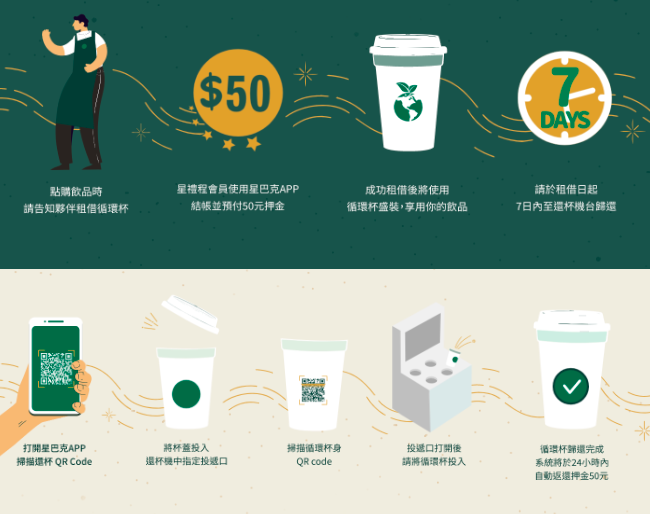 $50
7
DAYS
點購飲品時
請告知夥伴租借循環杯
星禮程會員使用星巴克APP
結帳並預付50元押金
成功租借後將使用
循環杯盛裝,享用你的飲品
請於租借日起
7日內至還杯機台歸還
打開星巴克APP
掃描還杯 QR Code
將杯蓋投入
還杯機中指定投遞口
掃描循環杯身
QR code
投遞口打開後
請將循環杯投入
循環杯歸還完成
系統將於24小時內
自動返還押金50元